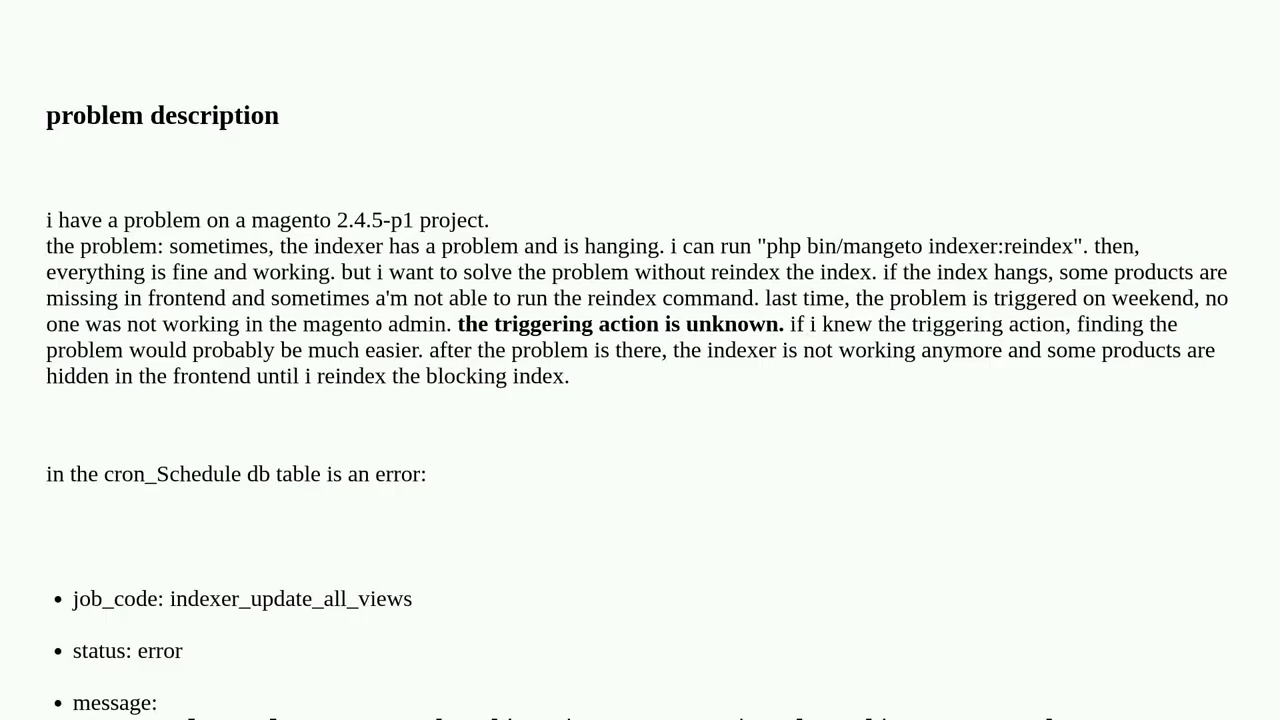 problem description
i have a problem on a magento 2.4.5-p1 project.
the problem: sometimes, the indexer has a problem and is hanging. i can run "php bin/mangeto indexer:reindex". then,
everything is fine and working. but i want to solve the problem without reindex the index. if the index hangs, some products are
missing in frontend and sometimes a'm not able to run the reindex command. last time, the problem is triggered on weekend, no
one was not working in the magento admin. the triggering action is unknown. if i knew the triggering action, finding the
problem would probably be much easier. after the problem is there, the indexer is not working anymore and some products are
hidden in the frontend until i reindex the blocking index.
in the cron_Schedule db table is an error:
• job_code: indexer_update_all_views
• status: error
• message: